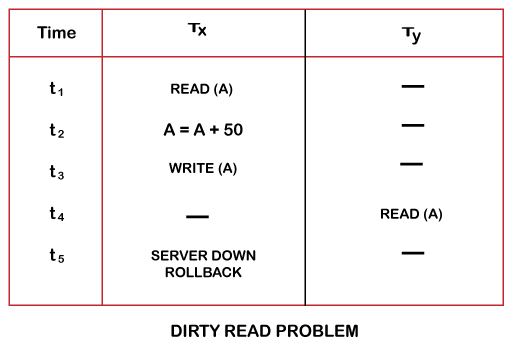 Time Tx Ty
t1 READ (A) —
t2 A = A + 50 —
t3 WRITE (A) —
t4 — READ (A)
t5 SERVER DOWN —
ROLLBACK
DIRTY READ PROBLEM